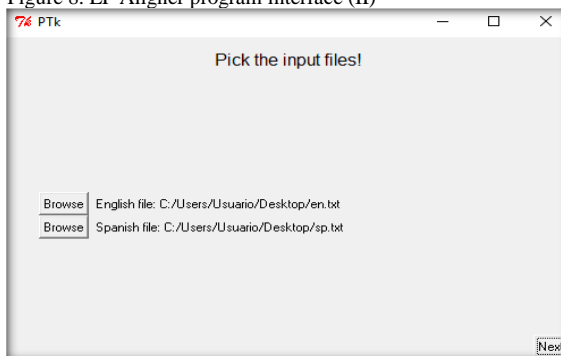 Figure 8. LF Aligner program interface (II)
PTk
Pick the input files!
Browse English file: C:/Users/Usuario/Desktop/en.txt
Browse Spanish file: C:/Users/Usuario/Desktop/sp.txt
Next